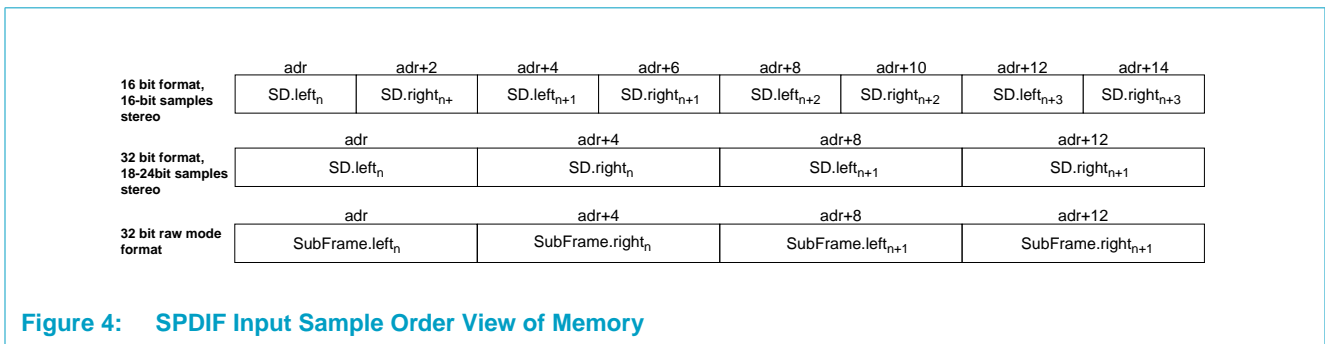 adr adr+2 adr+4 adr+6 adr+8 adr+10 adr+12 adr+14
16 bit format,
16-bit samples
stereo
SD.leftn SD.rightn+ SD.leftn+1 SD.rightn+1 SD.leftn+2 SD.rightn+2 SD.leftn+3 SD.rightn+3
adr adr+4 adr+8 adr+12
32 bit format,
18-24bit samples
stereo
SD.leftn SD.rightn SD.leftn+1 SD.rightn+1
adr adr+4 adr+8 adr+12
32 bit raw mode
format
SubFrame.leftn SubFrame.rightn SubFrame.leftn+1 SubFrame.rightn+1
Figure 4: SPDIF Input Sample Order View of Memory